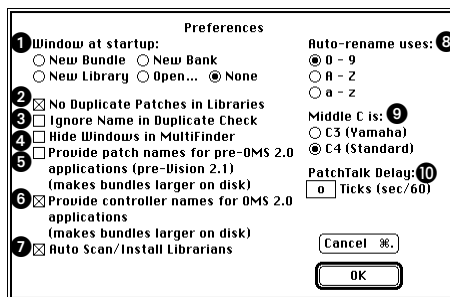 Preferences
1 Window at startup:
New Bundle New Bank
New Library Open... None
2 No Duplicate Patches in Libraries
3 Ignore Name in Duplicate Check
4 Hide Windows in MultiFinder
5 Provide patch names for pre-OMS 2.0
applications (pre-Vision 2.1)
(makes bundles larger on disk)
6 Provide controller names for OMS 2.0
applications
(makes bundles larger on disk)
7 Auto Scan/Install Librarians
Auto-rename uses: 8
0 - 9
A - Z
a - z
Middle C is: 9
C3 (Yamaha)
C4 (Standard)
PatchTalk Delay: 10
0 Ticks (sec/60)
Cancel ⌘.
OK